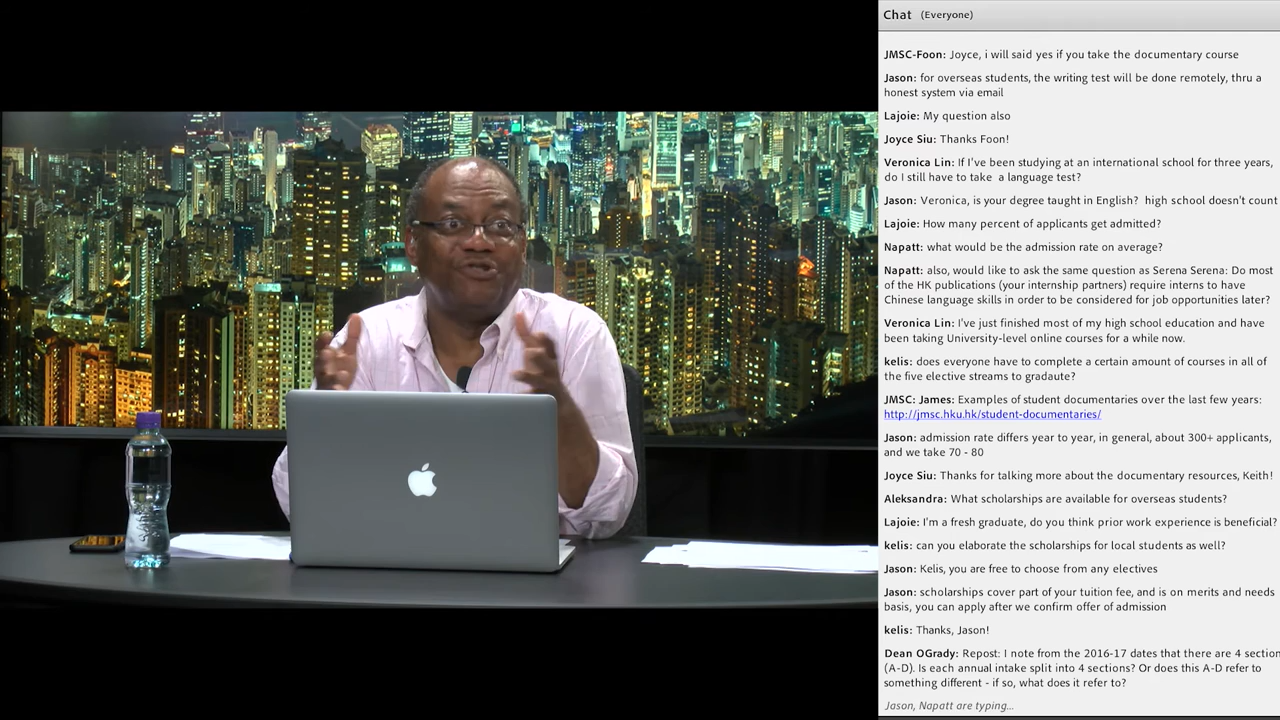 Chat (Everyone)
JMSC-Foon: Joyce, i will said yes if you take the documentary course
Jason: for overseas students, the writing test will be done remotely, thru a
honest system via email
Lajoie: My question also
Joyce Siu: Thanks Foon!
Veronica Lin: If I've been studying at an international school for three years,
do I still have to take a language test?
Jason: Veronica, is your degree taught in English? high school doesn't count
Lajoie: How many percent of applicants get admitted?
Napatt: what would be the admission rate on average?
Napatt: also, would like to ask the same question as Serena Serena: Do most
of the HK publications (your internship partners) require interns to have
Chinese language skills in order to be considered for job opportunities later?
Veronica Lin: I've just finished most of my high school education and have
been taking University-level online courses for a while now.
kelis: does everyone have to complete a certain amount of courses in all of
the five elective streams to gradaute?
JMSC: James: Examples of student documentaries over the last few years:
http://jmsc.hku.hk/student-documentaries/
Jason: admission rate differs year to year, in general, about 300+ applicants,
and we take 70 - 80
Joyce Siu: Thanks for talking more about the documentary resources, Keith!
Aleksandra: What scholarships are available for overseas students?
Lajoie: I'm a fresh graduate, do you think prior work experience is beneficial?
kelis: can you elaborate the scholarships for local students as well?
Jason: Kelis, you are free to choose from any electives
Jason: scholarships cover part of your tuition fee, and is on merits and needs
basis, you can apply after we confirm offer of admission
kelis: Thanks, Jason!
Dean OGrady: Repost: I note from the 2016-17 dates that there are 4 section
(A-D). Is each annual intake split into 4 sections? Or does this A-D refer to
something different - if so, what does it refer to?
Jason, Napatt are typing...